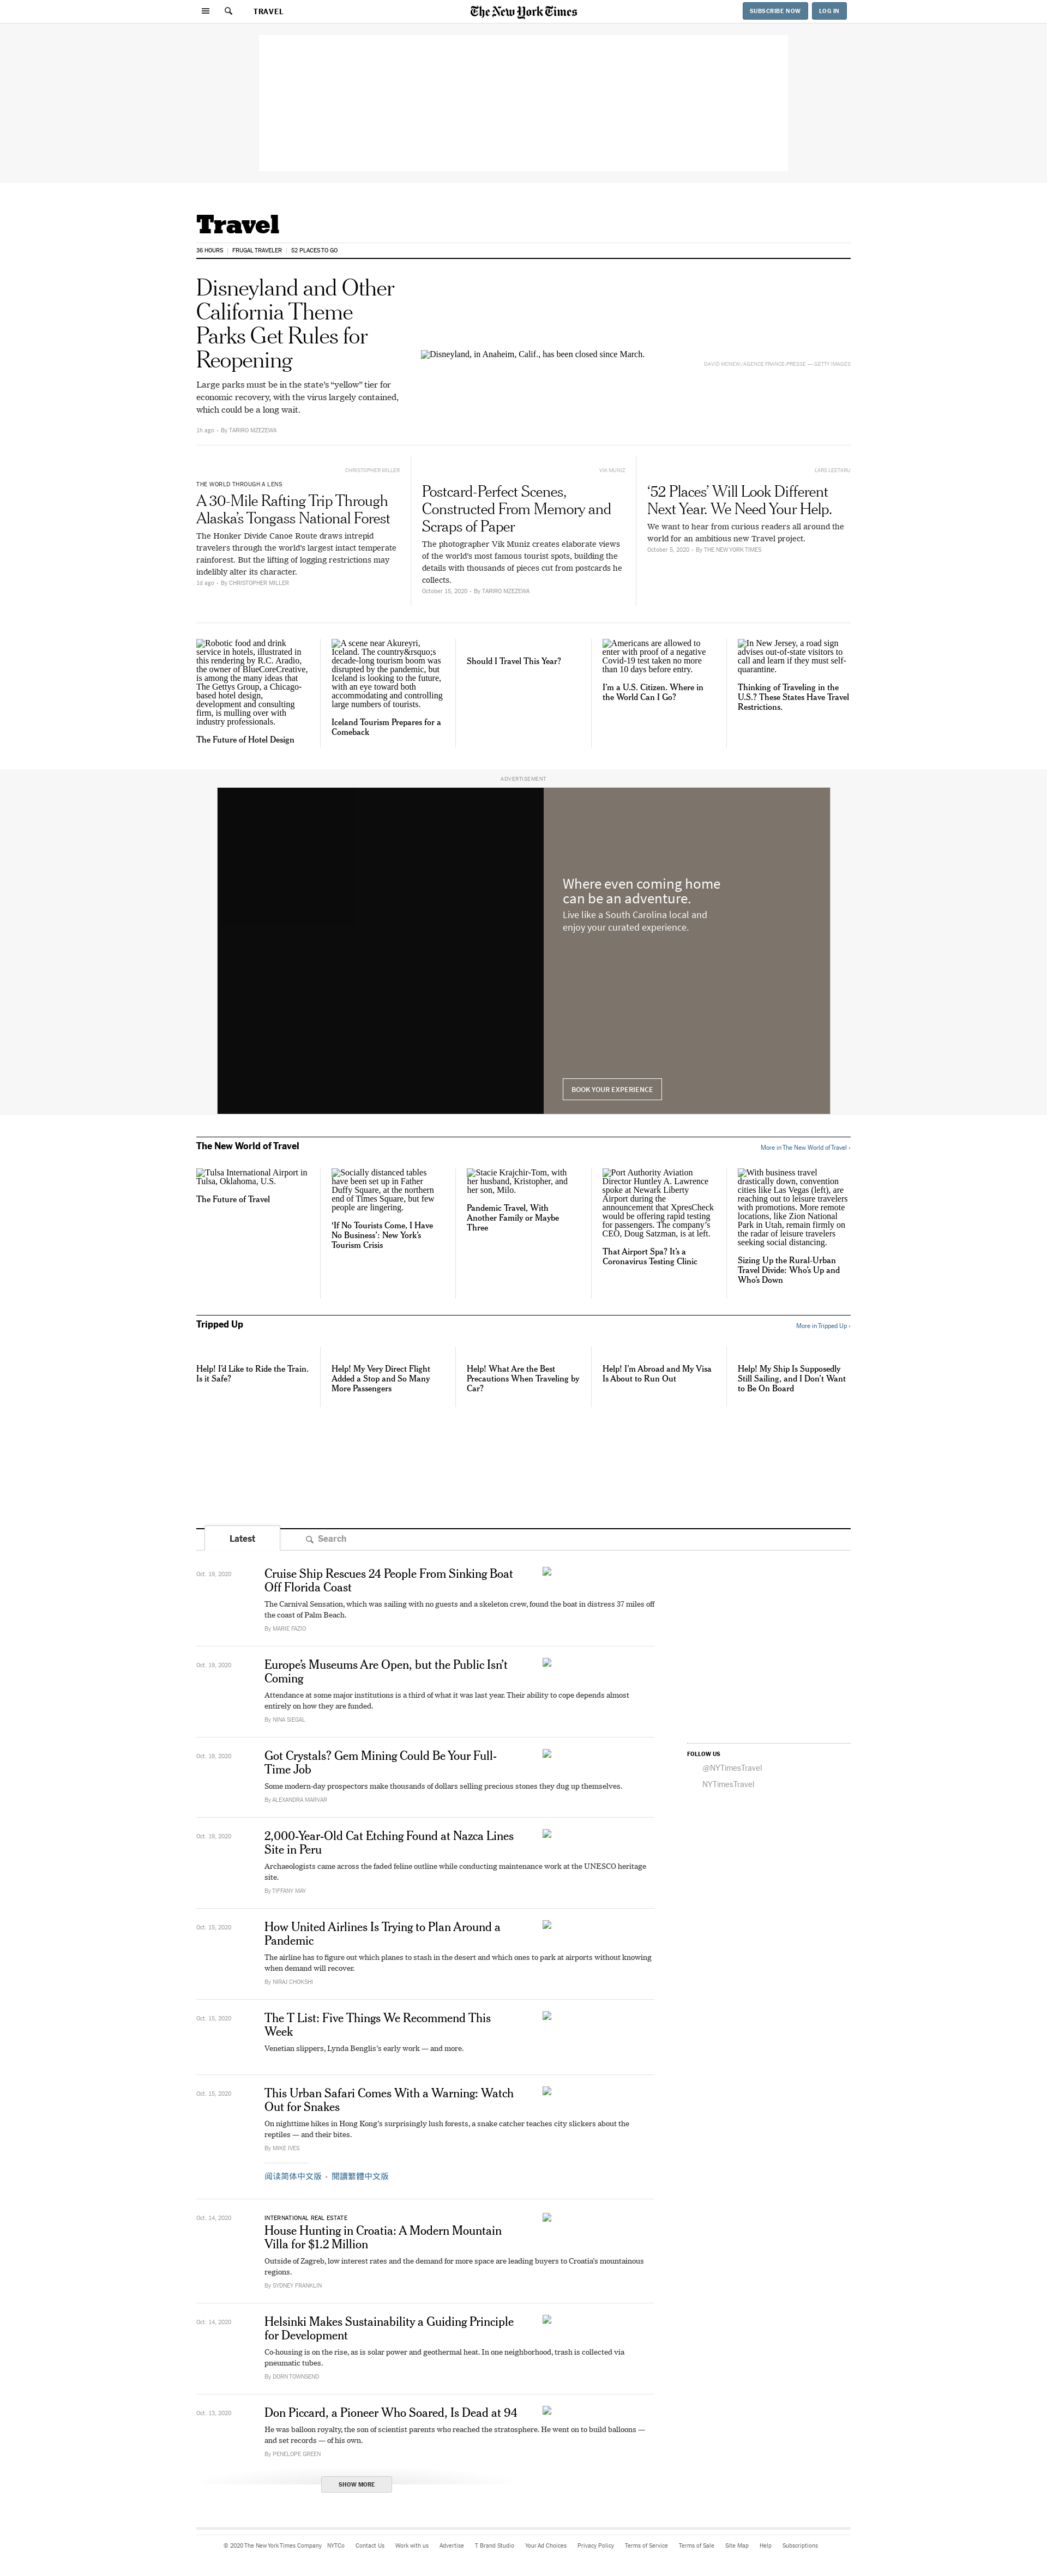 TRAVEL
The New York Times
SUBSCRIBE NOW
LOG IN
Travel
36 HOURS
FRUGAL TRAVELER
52 PLACES TO GO
Disneyland and Other
California Theme
Parks Get Rules for
Reopening
Large parks must be in the state's “yellow” tier for
economic recovery, with the virus largely contained,
which could be a long wait.
1h ago - By TARIRO MZEZEWA
Disneyland, in Anaheim, Calif., has been closed since March.
DAVID MCNEW/AGENCE FRANCE-PRESSE — GETTY IMAGES
CHRISTOPHER MILLER
THE WORLD THROUGH A LENS
A 30-Mile Rafting Trip Through
Alaska's Tongass National Forest
The Honker Divide Canoe Route draws intrepid
travelers through the world's largest intact temperate
rainforest. But the lifting of logging restrictions may
indelibly alter its character.
1d ago - By CHRISTOPHER MILLER
VIK MUNIZ
Postcard-Perfect Scenes,
Constructed From Memory and
Scraps of Paper
The photographer Vik Muniz creates elaborate views
of the world's most famous tourist spots, building the
details with thousands of pieces cut from postcards he
collects.
October 15, 2020 - By TARIRO MZEZEWA
LARS LEETARU
‘52 Places’ Will Look Different
Next Year. We Need Your Help.
We want to hear from curious readers all around the
world for an ambitious new Travel project.
October 5, 2020 - By THE NEW YORK TIMES
Robotic food and drink
service in hotels, illustrated in
this rendering by R.C. Aradio,
the owner of BlueCoreCreative,
is among the many ideas that
The Gettys Group, a Chicago-
based hotel design,
development and consulting
firm, is mulling over with
industry professionals.
The Future of Hotel Design
A scene near Akureyri,
Iceland. The country&rsquo;s
decade-long tourism boom was
disrupted by the pandemic, but
Iceland is looking to the future,
with an eye toward both
accommodating and controlling
large numbers of tourists.
Iceland Tourism Prepares for a
Comeback
Should I Travel This Year?
Americans are allowed to
enter with proof of a negative
Covid-19 test taken no more
than 10 days before entry.
I'm a U.S. Citizen. Where in
the World Can I Go?
In New Jersey, a road sign
advises out-of-state visitors to
call and learn if they must self-
quarantine.
Thinking of Traveling in the
U.S.? These States Have Travel
Restrictions.
ADVERTISEMENT
Where even coming home
can be an adventure.
Live like a South Carolina local and
enjoy your curated experience.
BOOK YOUR EXPERIENCE
The New World of Travel
More in The New World of Travel ›
Tulsa International Airport in
Tulsa, Oklahoma, U.S.
The Future of Travel
Socially distanced tables
have been set up in Father
Duffy Square, at the northern
end of Times Square, but few
people are lingering.
‘If No Tourists Come, I Have
No Business’: New York's
Tourism Crisis
Stacie Krajchir-Tom, with
her husband, Kristopher, and
her son, Milo.
Pandemic Travel, With
Another Family or Maybe
Three
Port Authority Aviation
Director Huntley A. Lawrence
spoke at Newark Liberty
Airport during the
announcement that XpresCheck
would be offering rapid testing
for passengers. The company's
CEO, Doug Satzman, is at left.
That Airport Spa? It's a
Coronavirus Testing Clinic
With business travel
drastically down, convention
cities like Las Vegas (left), are
reaching out to leisure travelers
with promotions. More remote
locations, like Zion National
Park in Utah, remain firmly on
the radar of leisure travelers
seeking social distancing.
Sizing Up the Rural-Urban
Travel Divide: Who's Up and
Who's Down
Tripped Up
More in Tripped Up ›
Help! I'd Like to Ride the Train.
Is it Safe?
Help! My Very Direct Flight
Added a Stop and So Many
More Passengers
Help! What Are the Best
Precautions When Traveling by
Car?
Help! I'm Abroad and My Visa
Is About to Run Out
Help! My Ship Is Supposedly
Still Sailing, and I Don't Want
to Be On Board
Latest
Search
Oct. 19, 2020
Cruise Ship Rescues 24 People From Sinking Boat
Off Florida Coast
The Carnival Sensation, which was sailing with no guests and a skeleton crew, found the boat in distress 37 miles off
the coast of Palm Beach.
By MARIE FAZIO
Oct. 19, 2020
Europe's Museums Are Open, but the Public Isn't
Coming
Attendance at some major institutions is a third of what it was last year. Their ability to cope depends almost
entirely on how they are funded.
By NINA SIEGAL
FOLLOW US
@NYTimesTravel
NYTimesTravel
Oct. 19, 2020
Got Crystals? Gem Mining Could Be Your Full-
Time Job
Some modern-day prospectors make thousands of dollars selling precious stones they dug up themselves.
By ALEXANDRA MARVAR
Oct. 19, 2020
2,000-Year-Old Cat Etching Found at Nazca Lines
Site in Peru
Archaeologists came across the faded feline outline while conducting maintenance work at the UNESCO heritage
site.
By TIFFANY MAY
Oct. 15, 2020
How United Airlines Is Trying to Plan Around a
Pandemic
The airline has to figure out which planes to stash in the desert and which ones to park at airports without knowing
when demand will recover.
By NIRAJ CHOKSHI
Oct. 15, 2020
The T List: Five Things We Recommend This
Week
Venetian slippers, Lynda Benglis's early work — and more.
Oct. 15, 2020
This Urban Safari Comes With a Warning: Watch
Out for Snakes
On nighttime hikes in Hong Kong's surprisingly lush forests, a snake catcher teaches city slickers about the
reptiles — and their bites.
By MIKE IVES
阅读简体中文版 · 閱讀繁體中文版
Oct. 14, 2020
INTERNATIONAL REAL ESTATE
House Hunting in Croatia: A Modern Mountain
Villa for $1.2 Million
Outside of Zagreb, low interest rates and the demand for more space are leading buyers to Croatia's mountainous
regions.
By SYDNEY FRANKLIN
Oct. 14, 2020
Helsinki Makes Sustainability a Guiding Principle
for Development
Co-housing is on the rise, as is solar power and geothermal heat. In one neighborhood, trash is collected via
pneumatic tubes.
By DORN TOWNSEND
Oct. 13, 2020
Don Piccard, a Pioneer Who Soared, Is Dead at 94
He was balloon royalty, the son of scientist parents who reached the stratosphere. He went on to build balloons —
and set records — of his own.
By PENELOPE GREEN
SHOW MORE
© 2020 The New York Times Company NYTCo Contact Us Work with us Advertise T Brand Studio Your Ad Choices Privacy Policy Terms of Service Terms of Sale Site Map Help Subscriptions